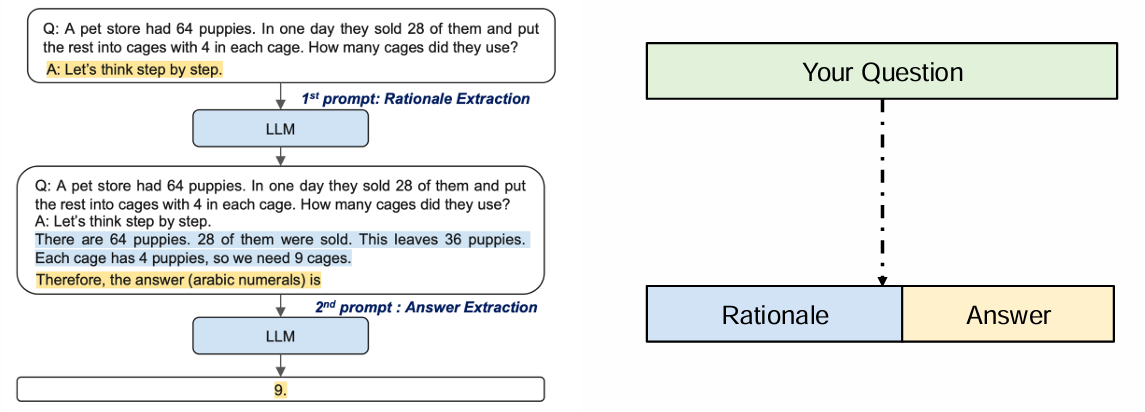 Q: A pet store had 64 puppies. In one day they sold 28 of them and put
the rest into cages with 4 in each cage. How many cages did they use?
A: Let's think step by step.
1st prompt: Rationale Extraction
LLM
Q: A pet store had 64 puppies. In one day they sold 28 of them and put
the rest into cages with 4 in each cage. How many cages did they use?
A: Let's think step by step.
There are 64 puppies. 28 of them were sold. This leaves 36 puppies.
Each cage has 4 puppies, so we need 9 cages.
Therefore, the answer (arabic numerals) is
2nd prompt : Answer Extraction
LLM
9.
Your Question
Rationale
Answer